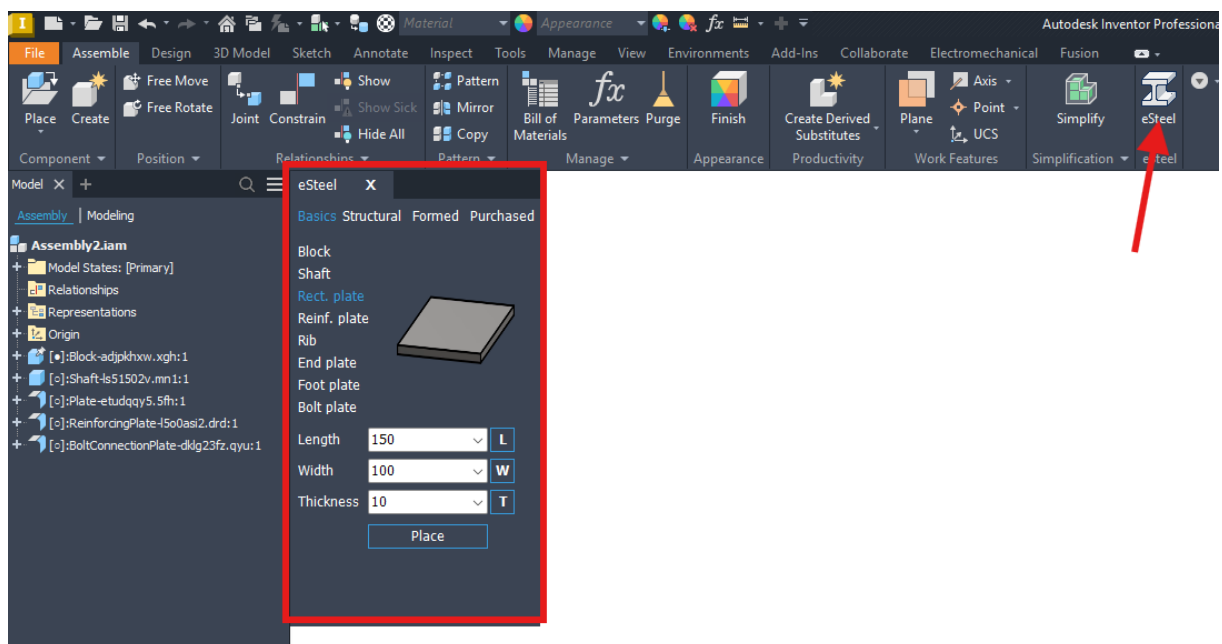 Material
Appearance
fx
Autodesk Inventor Professiona
File Assemble Design 3D Model Sketch Annotate Inspect Tools Manage View Environments Add-Ins Collaborate Electromechanical Fusion
Place
Create
Free Move
Free Rotate
Joint
Constrain
Show
Show Sick
Hide All
Pattern
Mirror
Copy
Bill of
Materials
fx
Parameters
Purge
Finish
Create Derived
Substitutes
Plane
Axis
Point
UCS
Simplify
eSteel
Component Position Relationships Pattern Manage Appearance Productivity Work Features Simplification esteel
Model X +
Assembly | Modeling
Assembly2.iam
Model States: [Primary]
Relationships
Representations
Origin
[●]:Block-adjpkhxw.xgh:1
[○]:Shaft-ls51502v.mn1:1
[○]:Plate-etudqqy5.5fh:1
[○]:ReinforcingPlate-l5o0asi2.drd:1
[○]:BoltConnectionPlate-dklg23fz.qyu:1
eSteel X
Basics Structural Formed Purchased
Block
Shaft
Rect. plate
Reinf. plate
Rib
End plate
Foot plate
Bolt plate
Length 150 L
Width 100 W
Thickness 10 T
Place